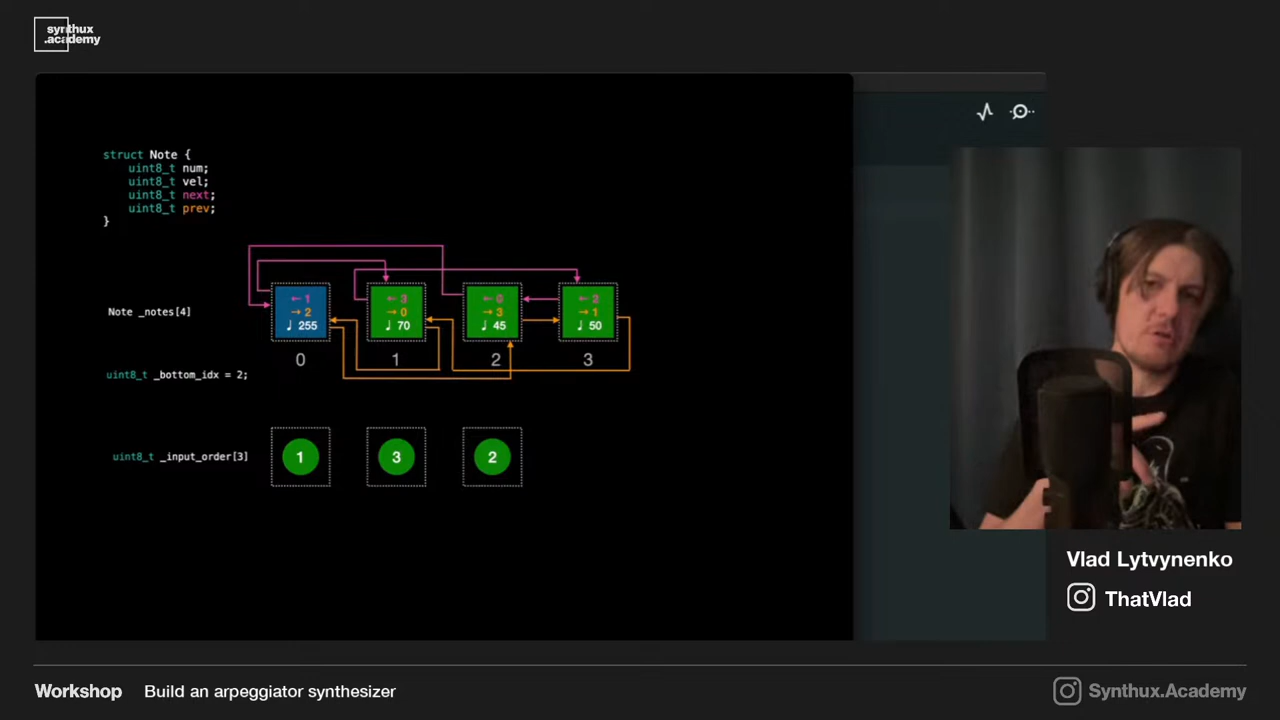 synthux
.academy
struct Note {
uint8_t num;
uint8_t vel;
uint8_t next;
uint8_t prev;
}
Note _notes[4]
← 1
→ 2
♩ 255
← 3
→ 0
♩ 70
← 0
→ 3
♩ 45
← 2
→ 1
♩ 50
0 1 2 3
uint8_t _bottom_idx = 2;
uint8_t _input_order[3]
1 3 2
Vlad Lytvynenko
ThatVlad
Workshop Build an arpeggiator synthesizer
Synthux.Academy